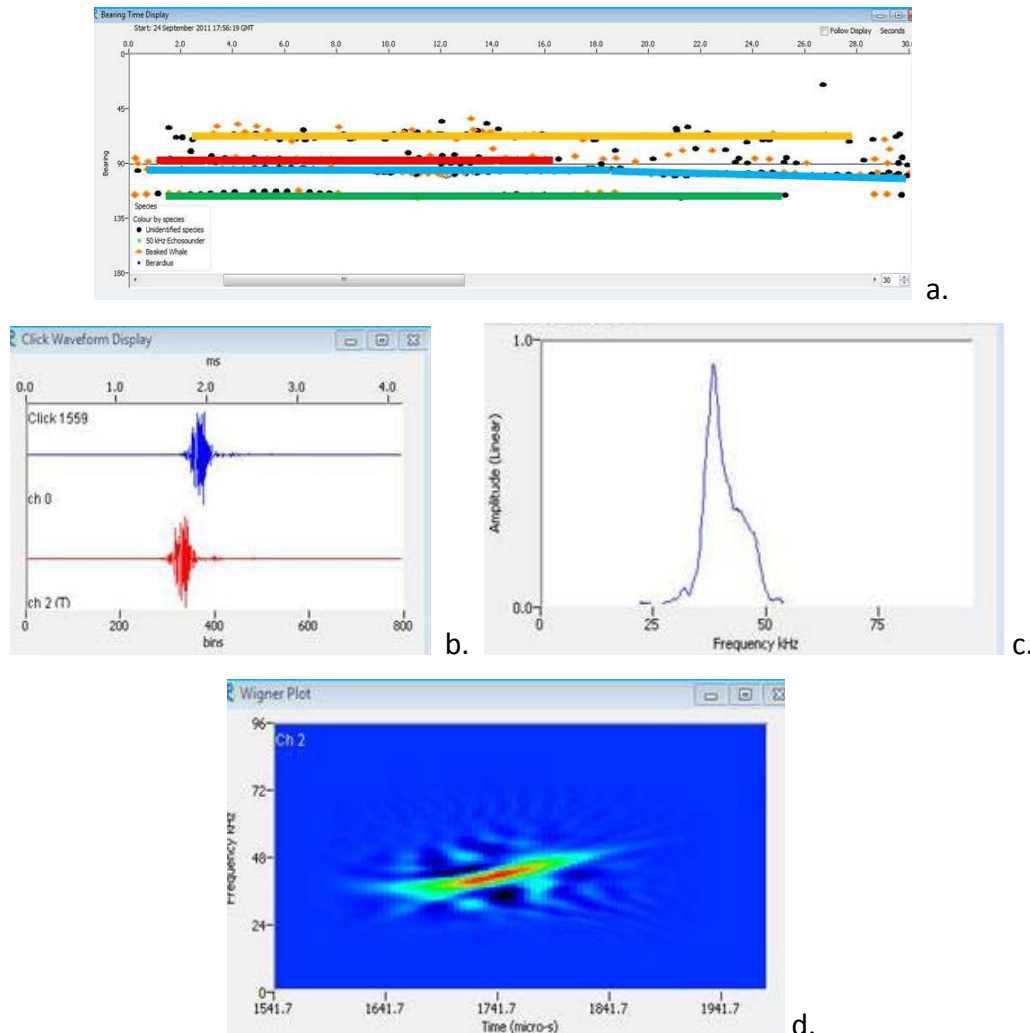 Bearing Time Display
Start: 24 September 2011 17:56:19 GMT
Follow Display Seconds
0.0 2.0 4.0 6.0 8.0 10.0 12.0 14.0 16.0 18.0 20.0 22.0 24.0 26.0 28.0 30.
0
45
90
135
180
Bearing
Species
Colour by species
Unidentified species
50 kHz Echosounder
Beaked Whale
Berardius
30
a.
Click Waveform Display
ms
0.0 1.0 2.0 3.0 4.0
Click 1559
ch 0
ch 2 (T)
0 200 400 600 800
bins
b.
1.0
0.0
Amplitude (Linear)
0 25 50 75
Frequency kHz
c.
Wigner Plot
Ch 2
96
72
48
24
0
Frequency kHz
1541.7 1641.7 1741.7 1841.7 1941.7
Time (micro-s)
d.